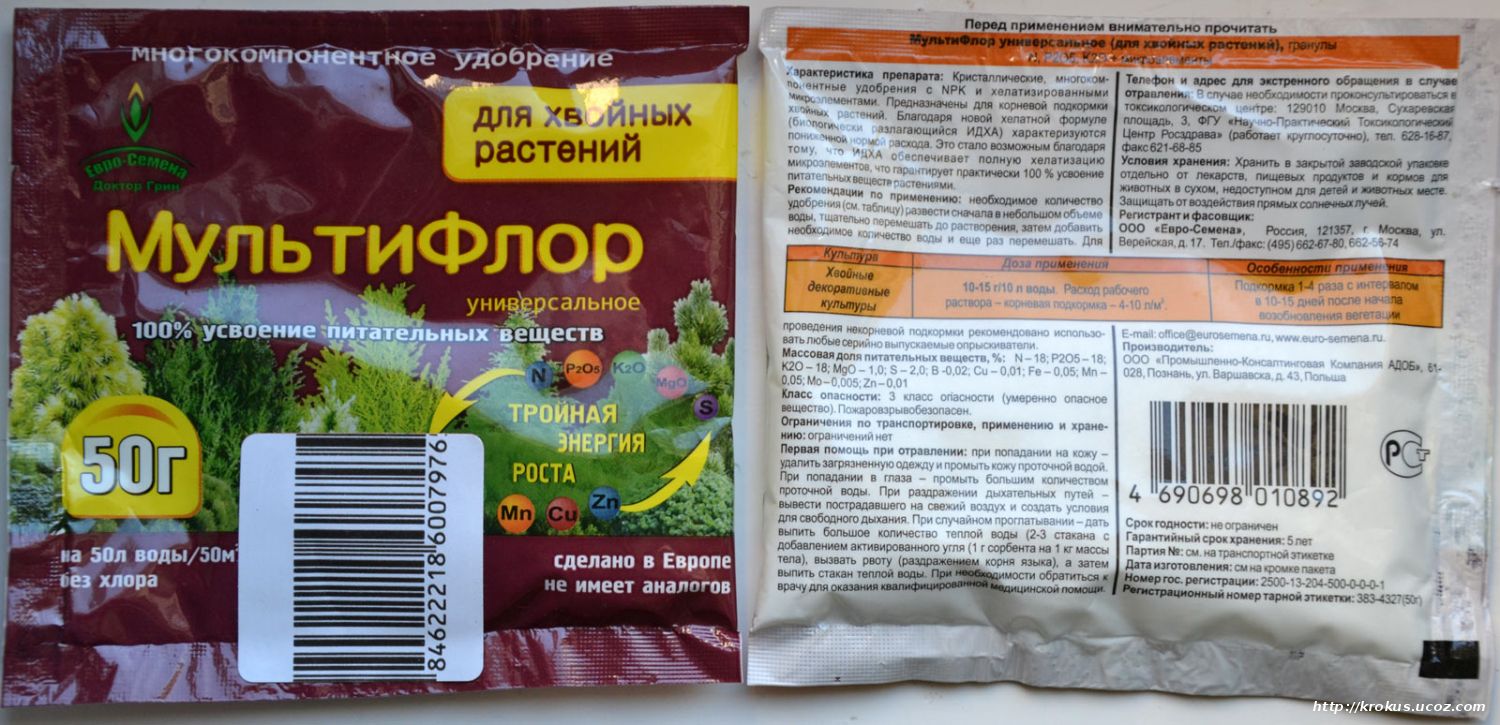 многокомпонентное удобрение
для хвойных
растений
Евро-Семена
Доктор Грин
МультиФлор
универсальное
100% усвоение питательных веществ
N P2O5 K2O MgO S
ТРОЙНАЯ
ЭНЕРГИЯ
РОСТА
Mn Cu Zn
50г
на 50л воды/50м
без хлора
сделано в Европе
не имеет аналогов
846222186007976
Перед применением внимательно прочитать
МультиФлор универсальное (для хвойных растений), гранулы
N, P2O5, K2O + микроэлементы
Характеристика препарата: Кристаллические, многоком-
понентные удобрения с NPK и хелатизированными
микроэлементами. Предназначены для корневой подкормки
хвойных растений. Благодаря новой хелатной формуле
(биологически разлагающийся ИДХА) характеризуются
пониженной нормой расхода. Это стало возможным благодаря
тому, что ИДХА обеспечивает полную хелатизацию
микроэлементов, что гарантирует практически 100 % усвоение
питательных веществ растениями.
Рекомендации по применению: необходимое количество
удобрения (см. таблицу) развести сначала в небольшом объеме
воды, тщательно перемешать до растворения, затем добавить
необходимое количество воды и еще раз перемешать. Для
Телефон и адрес для экстренного обращения в случае
отравления: В случае необходимости проконсультироваться в
токсикологическом центре: 129010 Москва, Сухаревская
площадь, 3, ФГУ «Научно-Практический Токсикологический
Центр Росздрава» (работает круглосуточно), тел. 628-16-87,
факс 621-68-85
Условия хранения: Хранить в закрытой заводской упаковке
отдельно от лекарств, пищевых продуктов и кормов для
животных в сухом, недоступном для детей и животных месте.
Защищать от воздействия прямых солнечных лучей.
Регистрант и фасовщик:
ООО «Евро-Семена», Россия, 121357, г. Москва, ул.
Верейская, д. 17. Тел./факс: (495) 662-67-80, 662-56-74
Культура Доза применения Особенности применения
Хвойные
декоративные
культуры
10-15 г/10 л воды. Расход рабочего
раствора – корневая подкормка – 4-10 л/м².
Подкормка 1-4 раза с интервалом
в 10-15 дней после начала
возобновления вегетации
проведения некорневой подкормки рекомендовано использо-
вать любые серийно выпускаемые опрыскиватели.
Массовая доля питательных веществ, %: N – 18; P2O5 – 18;
K2O – 18; MgO – 1,0; S – 2,0; B -0,02; Cu – 0,01; Fe – 0,05; Mn –
0,05; Mo – 0,005; Zn – 0,01
Класс опасности: 3 класс опасности (умеренно опасное
вещество). Пожаровзрывобезопасен.
Ограничения по транспортировке, применению и хране-
нию: ограничений нет
Первая помощь при отравлении: при попадании на кожу –
удалить загрязненную одежду и промыть кожу проточной водой.
При попадании в глаза – промыть большим количеством
проточной воды. При раздражении дыхательных путей –
вывести пострадавшего на свежий воздух и создать условия
для свободного дыхания. При случайном проглатывании – дать
выпить большое количество теплой воды (2-3 стакана с
добавлением активированного угля (1 г сорбента на 1 кг массы
тела), вызвать рвоту (раздражением корня языка), а затем
выпить стакан теплой воды. При необходимости обратиться к
врачу для оказания квалифицированной медицинской помощи.
E-mail: office@eurosemena.ru, www.euro-semena.ru.
Производитель:
ООО «Промышленно-Консалтинговая Компания АДОБ», 61-
028, Познань, ул. Варшавска, д. 43, Польша
4 690698 010892
РСТ
Срок годности: не ограничен
Гарантийный срок хранения: 5 лет
Партия №: см. на транспортной этикетке
Дата изготовления: см на кромке пакета
Номер гос. регистрации: 2500-13-204-500-0-0-0-1
Регистрационный номер тарной этикетки: 383-4327(50г)
http://krokus.ucoz.com